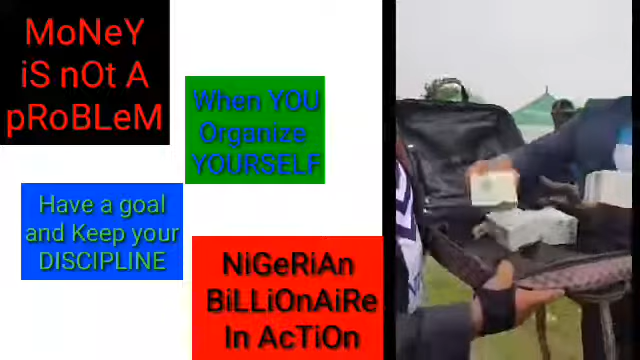 MoNeY
iS nOt A
pRoBLeM
When YOU
Organize
YOURSELF
Have a goal
and Keep your
DISCIPLINE
NiGeRiAn
BiLLiOnAiRe
In AcTiOn